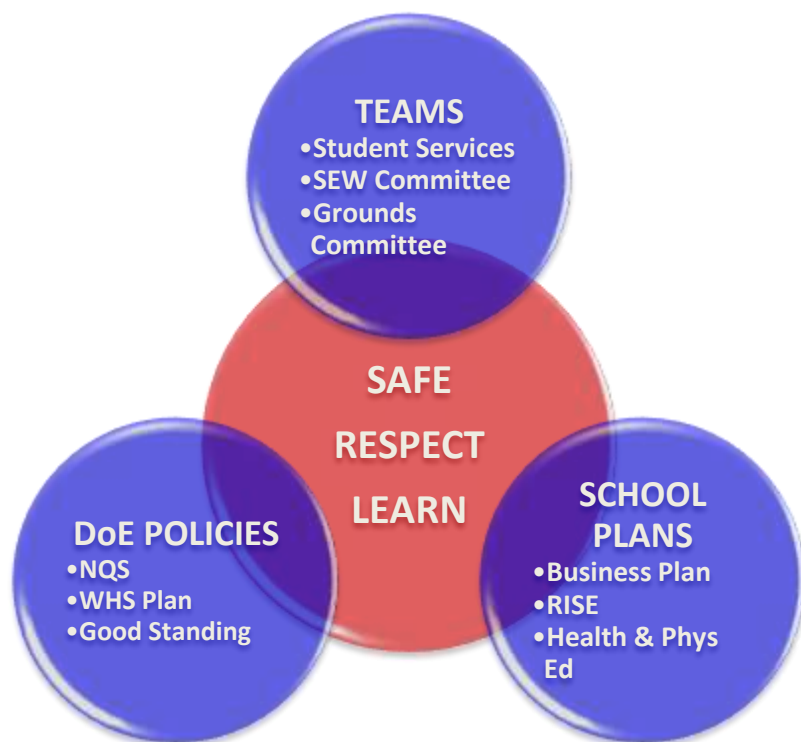 TEAMS
•Student Services
•SEW Committee
•Grounds
Committee
SAFE
RESPECT
LEARN
DoE POLICIES
•NQS
•WHS Plan
•Good Standing
SCHOOL
PLANS
•Business Plan
•RISE
•Health & Phys
Ed